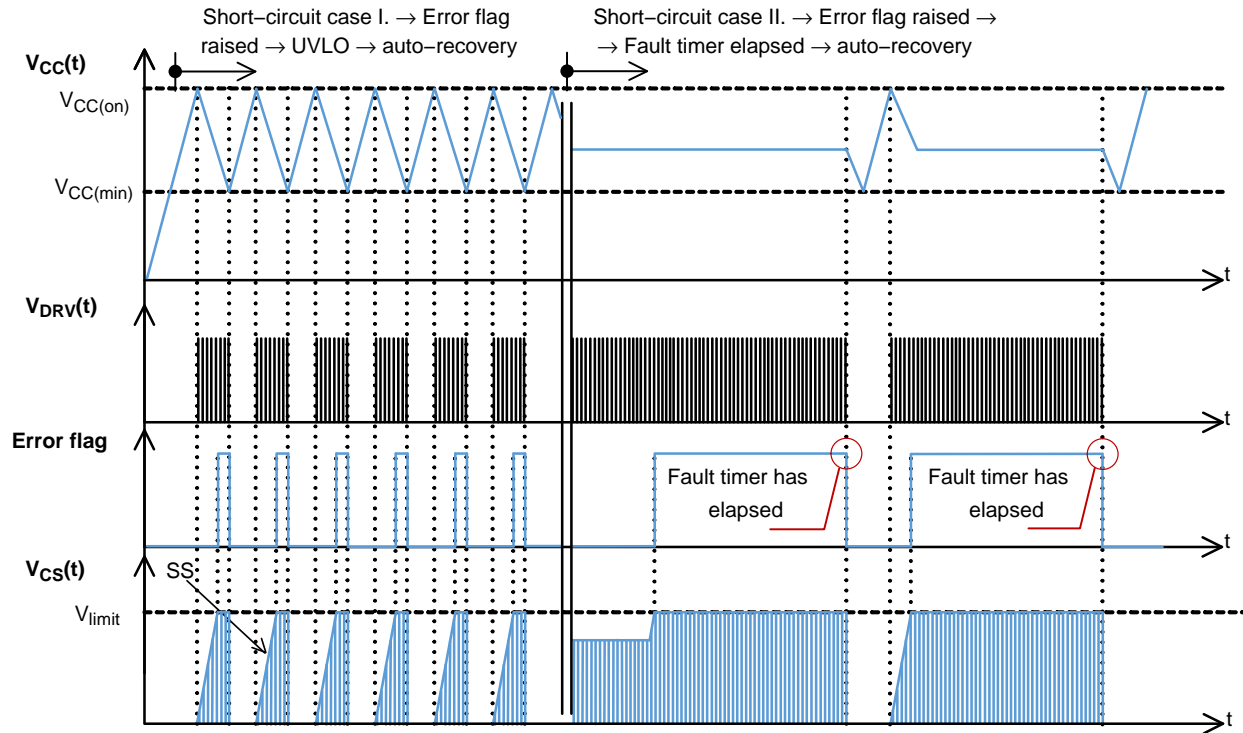 Short−circuit case I. → Error flag
raised → UVLO → auto−recovery
Short−circuit case II. → Error flag raised →
→ Fault timer elapsed → auto−recovery
VCC(t)
VCC(on)
VCC(min)
t
VDRV(t)
t
Error flag
Fault timer has
elapsed
Fault timer has
elapsed
t
VCS(t)
SS
Vlimit
t